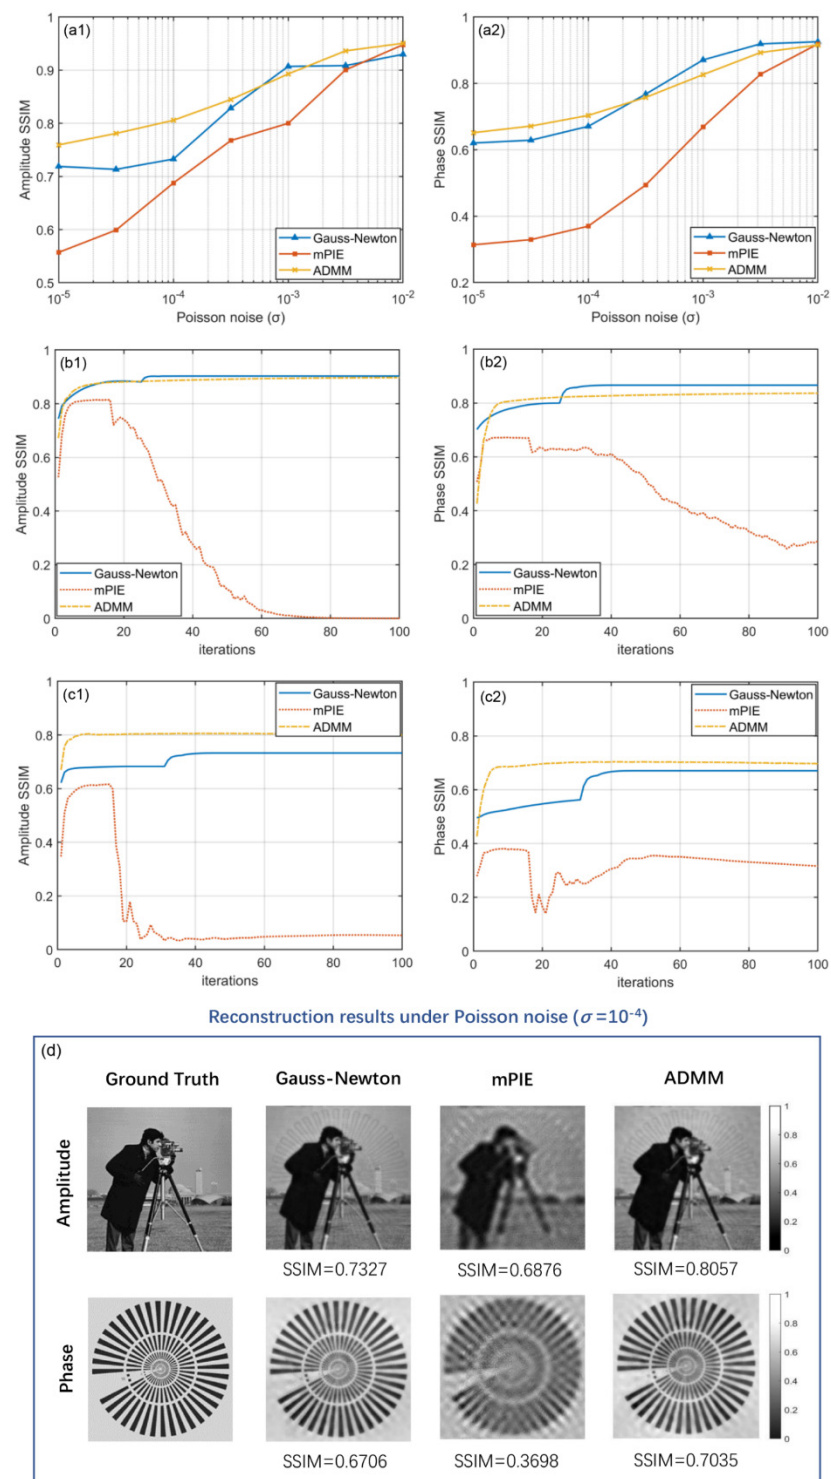 (a1)
Amplitude SSIM
1
0.9
0.8
0.7
0.6
0.5
10-5
10-4
10-3
10-2
Poisson noise (σ)
Gauss-Newton
mPIE
ADMM
(a2)
Phase SSIM
1
0.8
0.6
0.4
0.2
10-5
10-4
10-3
10-2
Poisson noise (σ)
Gauss-Newton
mPIE
ADMM
(b1)
Amplitude SSIM
1
0.8
0.6
0.4
0.2
0
0
20
40
60
80
100
iterations
Gauss-Newton
mPIE
ADMM
(b2)
Phase SSIM
1
0.8
0.6
0.4
0.2
0
0
20
40
60
80
100
iterations
Gauss-Newton
mPIE
ADMM
(c1)
Amplitude SSIM
1
0.8
0.6
0.4
0.2
0
0
20
40
60
80
100
iterations
Gauss-Newton
mPIE
ADMM
(c2)
Phase SSIM
1
0.8
0.6
0.4
0.2
0
0
20
40
60
80
100
iterations
Gauss-Newton
mPIE
ADMM
Reconstruction results under Poisson noise (σ=10-4)
(d)
Ground Truth
Gauss-Newton
mPIE
ADMM
Amplitude
1
0.8
0.6
0.4
0.2
0
SSIM=0.7327
SSIM=0.6876
SSIM=0.8057
Phase
1
0.8
0.6
0.4
0.2
0
SSIM=0.6706
SSIM=0.3698
SSIM=0.7035